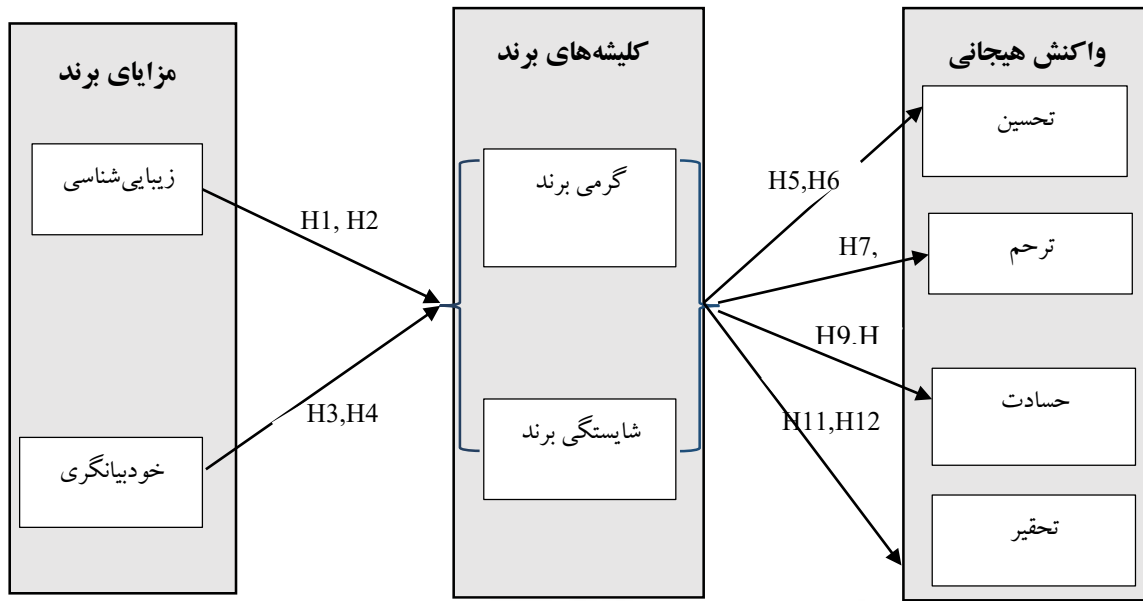 مزایای برند
زیبایی‌شناسی
خودبیانگری
H1, H2
H3,H4
کلیشه‌های برند
گرمی برند
شایستگی برند
H5,H6
H7,
H9,H
H11,H12
واکنش هیجانی
تحسین
ترحم
حسادت
تحقیر